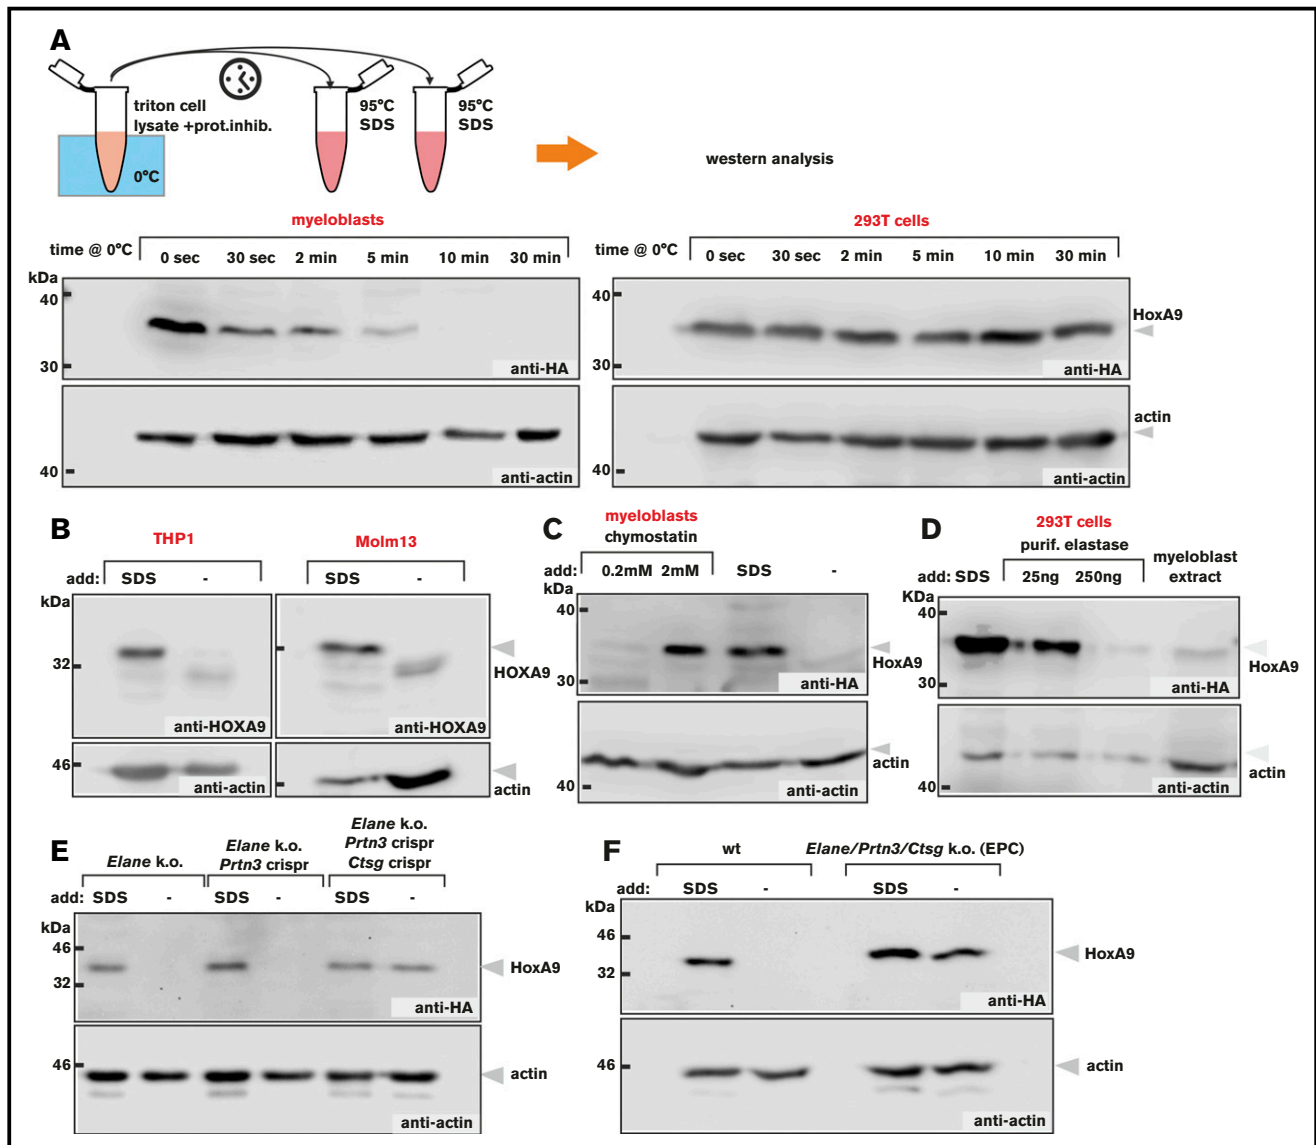 A
triton cell
lysate +prot.inhib.
0°C
95°C
SDS
95°C
SDS
western analysis
myeloblasts
time @ 0°C
0 sec 30 sec 2 min 5 min 10 min 30 min
kDa
40
30
anti-HA
40
anti-actin
293T cells
time @ 0°C
0 sec 30 sec 2 min 5 min 10 min 30 min
40
30
HoxA9
anti-HA
actin
40
anti-actin
B
THP1
Molm13
add: SDS - SDS -
kDa
32
HOXA9
anti-HOXA9
anti-HOXA9
46
anti-actin
anti-actin
actin
C
myeloblasts
chymostatin
add: 0.2mM 2mM SDS -
kDa
40
30
HoxA9
anti-HA
actin
40
anti-actin
D
293T cells
purif. elastase
myeloblast
extract
add: SDS 25ng 250ng
KDa
40
30
HoxA9
anti-HA
actin
40
anti-actin
E
Elane k.o.
Elane k.o.
Prtn3 crispr
Elane k.o.
Prtn3 crispr
Ctsg crispr
add: SDS - SDS - SDS -
kDa
46
32
HoxA9
anti-HA
46
actin
anti-actin
F
wt
Elane/Prtn3/Ctsg k.o. (EPC)
add: SDS - SDS -
kDa
46
32
HoxA9
anti-HA
46
actin
anti-actin